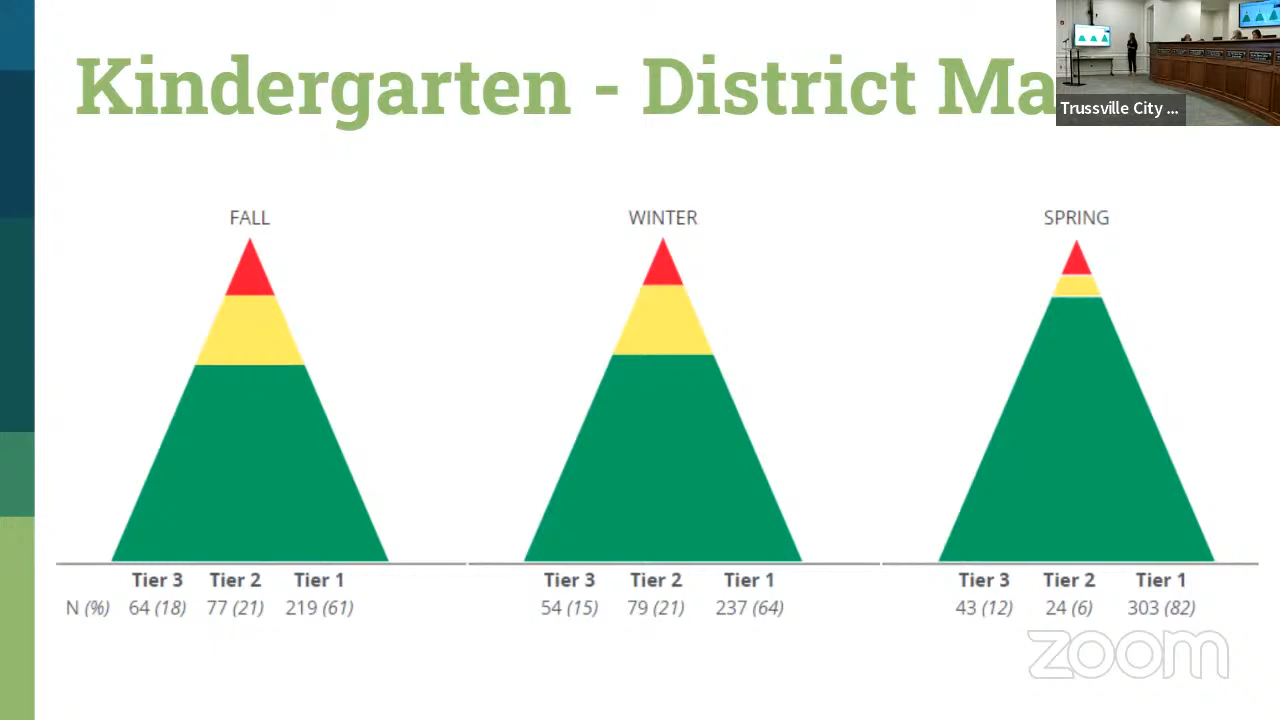 Kindergarten - District Ma
Trussville City ...
FALL
WINTER
SPRING
Tier 3 Tier 2 Tier 1
N (%) 64 (18) 77 (21) 219 (61)
Tier 3 Tier 2 Tier 1
54 (15) 79 (21) 237 (64)
Tier 3 Tier 2 Tier 1
43 (12) 24 (6) 303 (82)
zoom